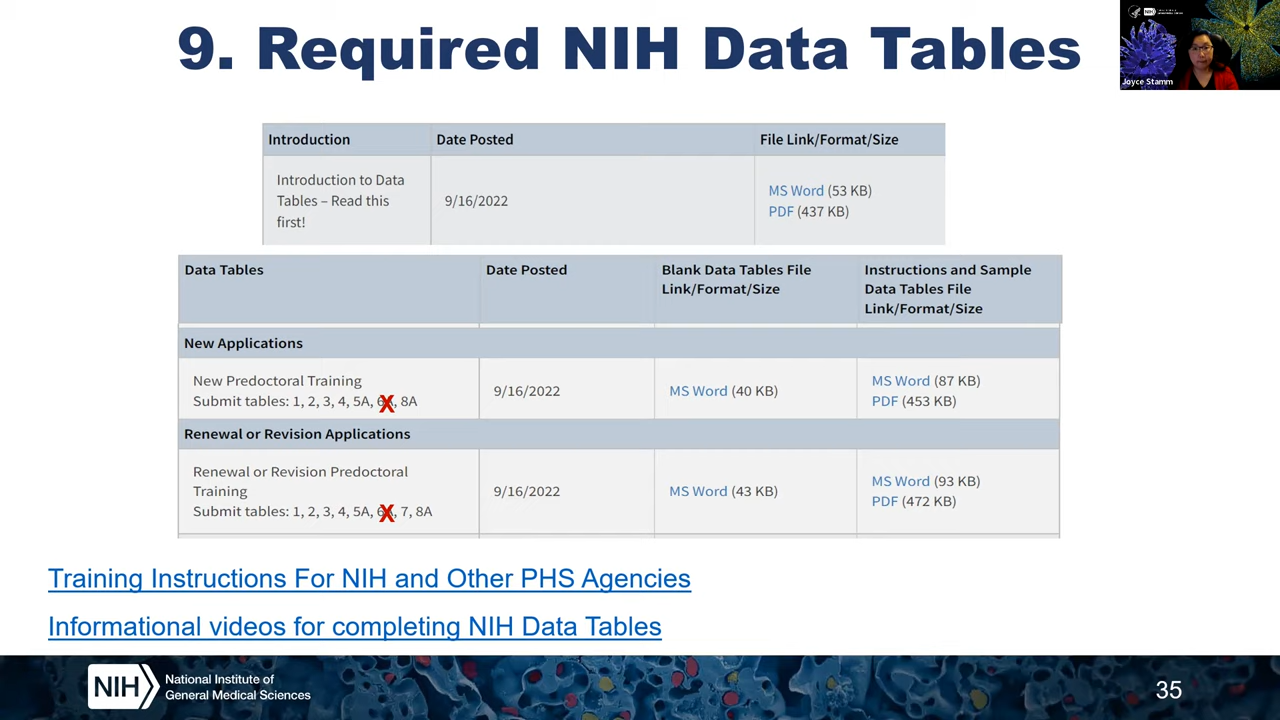 9. Required NIH Data Tables
Joyce Stamm
Introduction
Date Posted
File Link/Format/Size
Introduction to Data
Tables – Read this
first!
9/16/2022
MS Word (53 KB)
PDF (437 KB)
Data Tables
Date Posted
Blank Data Tables File
Link/Format/Size
Instructions and Sample
Data Tables File
Link/Format/Size
New Applications
New Predoctoral Training
Submit tables: 1, 2, 3, 4, 5A, X, 8A
9/16/2022
MS Word (40 KB)
MS Word (87 KB)
PDF (453 KB)
Renewal or Revision Applications
Renewal or Revision Predoctoral
Training
Submit tables: 1, 2, 3, 4, 5A, X, 7, 8A
9/16/2022
MS Word (43 KB)
MS Word (93 KB)
PDF (472 KB)
Training Instructions For NIH and Other PHS Agencies
Informational videos for completing NIH Data Tables
NIH
National Institute of
General Medical Sciences
35